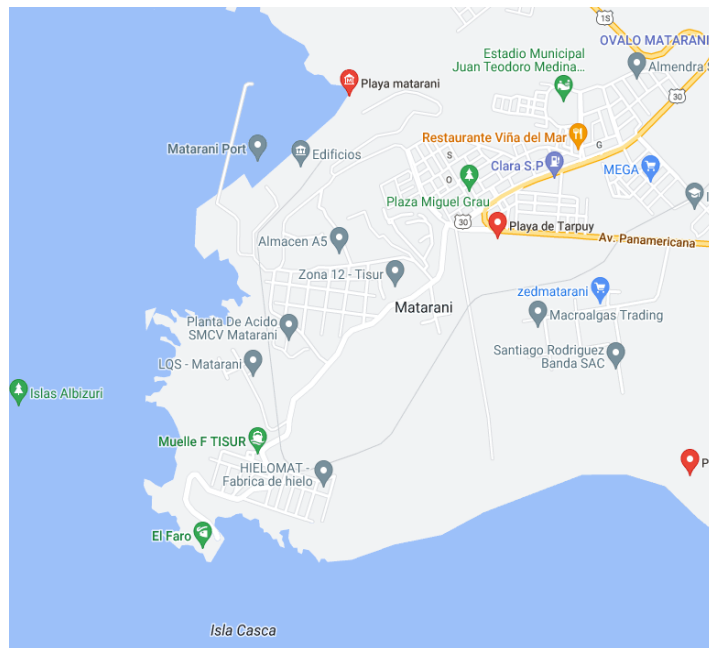 1S
OVALO MATARANI
Estadio Municipal
Juan Teodoro Medina...
Almendra S
Playa matarani
30
Restaurante Viña del Mar
Matarani Port
Edificios
S
G
Clara S.P
MEGA
O
Plaza Miguel Grau
I
30
Playa de Tarpuy
Av. Panamericana
Almacen A5
Zona 12 - Tisur
zedmatarani
Matarani
Macroalgas Trading
Planta De Acido
SMCV Matarani
Santiago Rodriguez
Banda SAC
LQS - Matarani
Islas Albizuri
Muelle F TISUR
HIELOMAT -
Fabrica de hielo
P
El Faro
Isla Casca